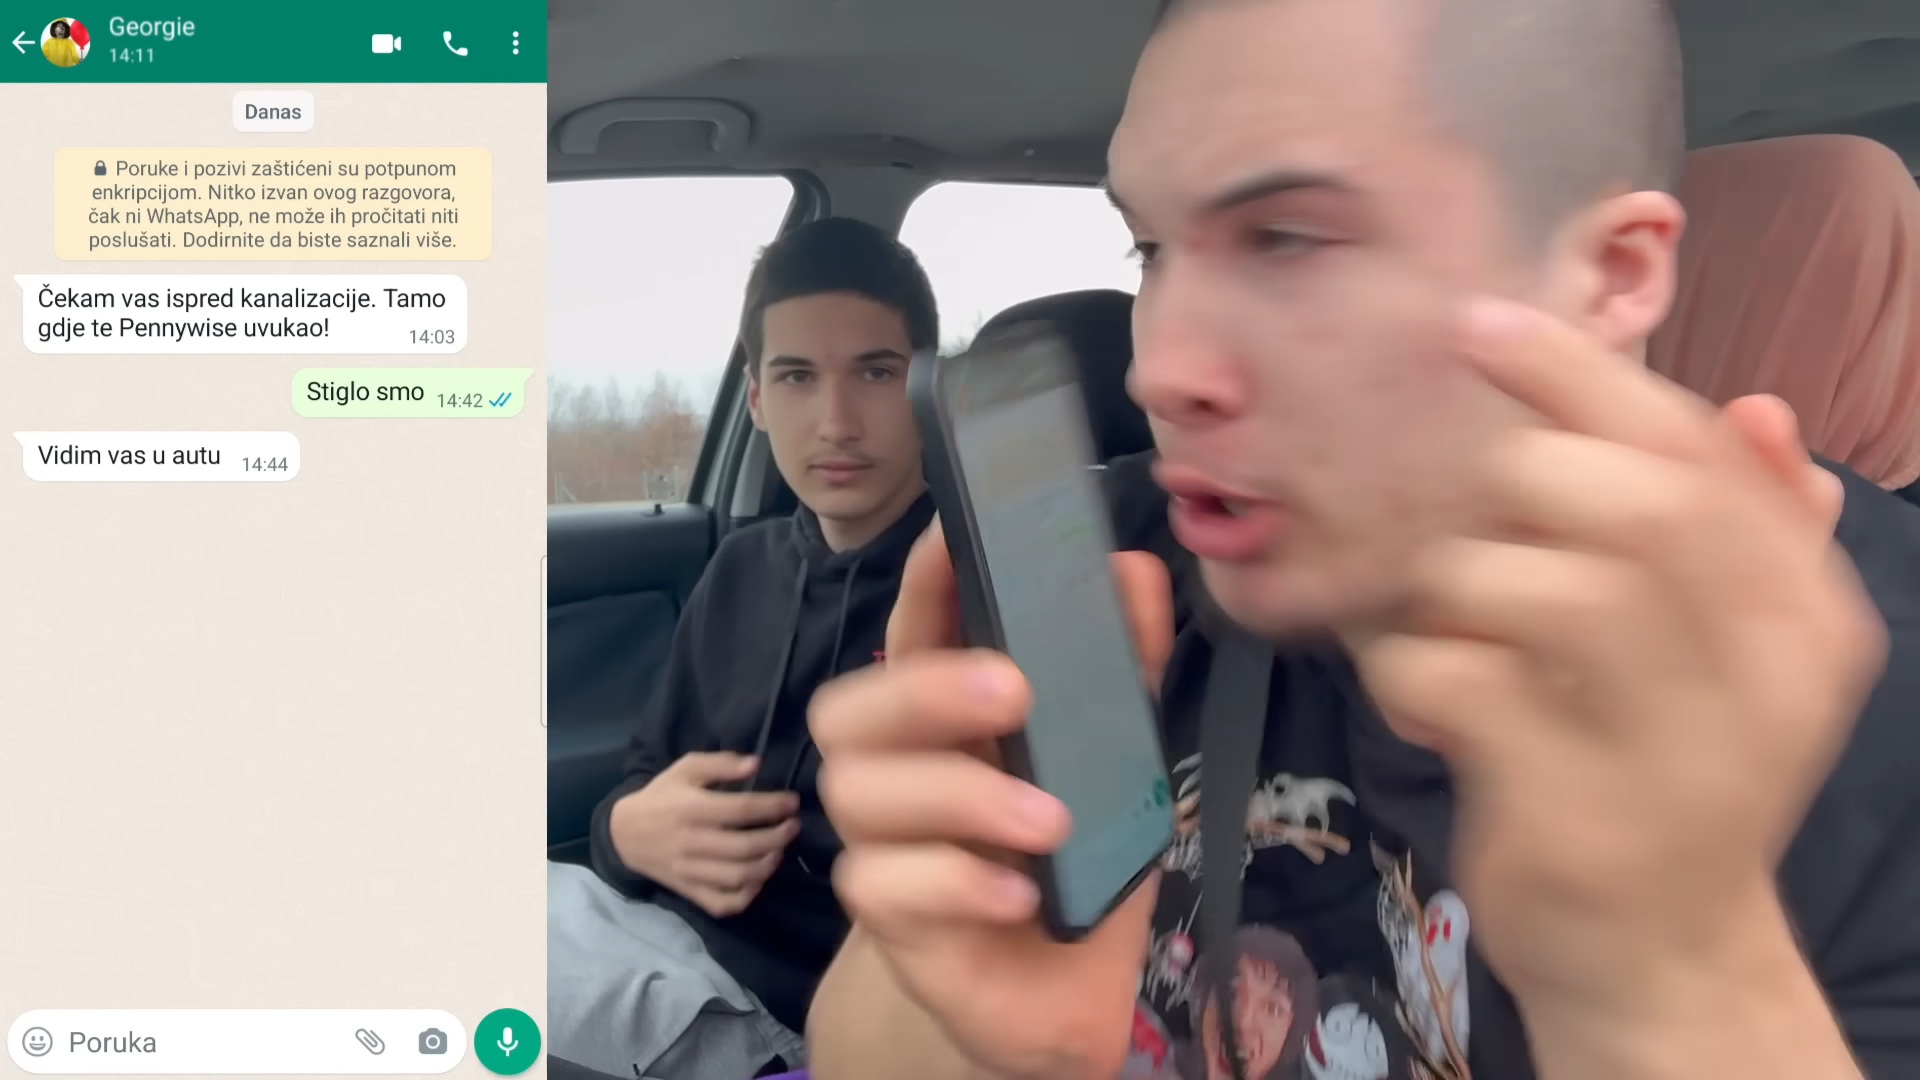 Georgie
14:11
Danas
Poruke i pozivi zaštićeni su potpunom
enkripcijom. Nitko izvan ovog razgovora,
čak ni WhatsApp, ne može ih pročitati niti
poslušati. Dodirnite da biste saznali više.
Čekam vas ispred kanalizacije. Tamo
gdje te Pennywise uvukao!
14:03
Stiglo smo 14:42
Vidim vas u autu 14:44
Poruka